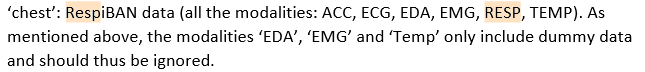 ‘chest’: RespiBAN data (all the modalities: ACC, ECG, EDA, EMG, RESP, TEMP). As
mentioned above, the modalities ‘EDA’, ‘EMG’ and ‘Temp’ only include dummy data
and should thus be ignored.